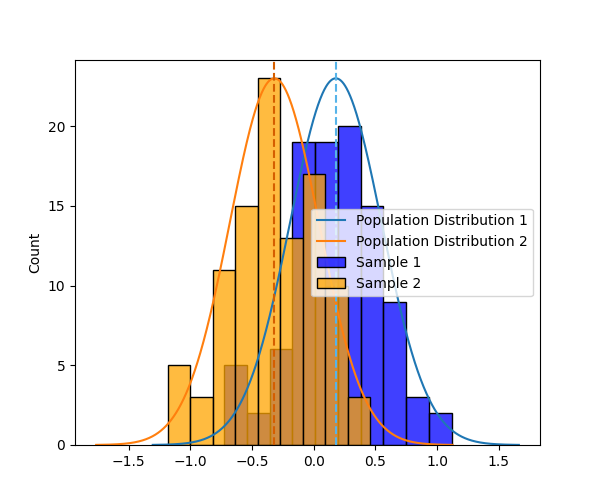 Count
20
15
10
5
0
Population Distribution 1
Population Distribution 2
Sample 1
Sample 2
−1.5 −1.0 −0.5 0.0 0.5 1.0 1.5